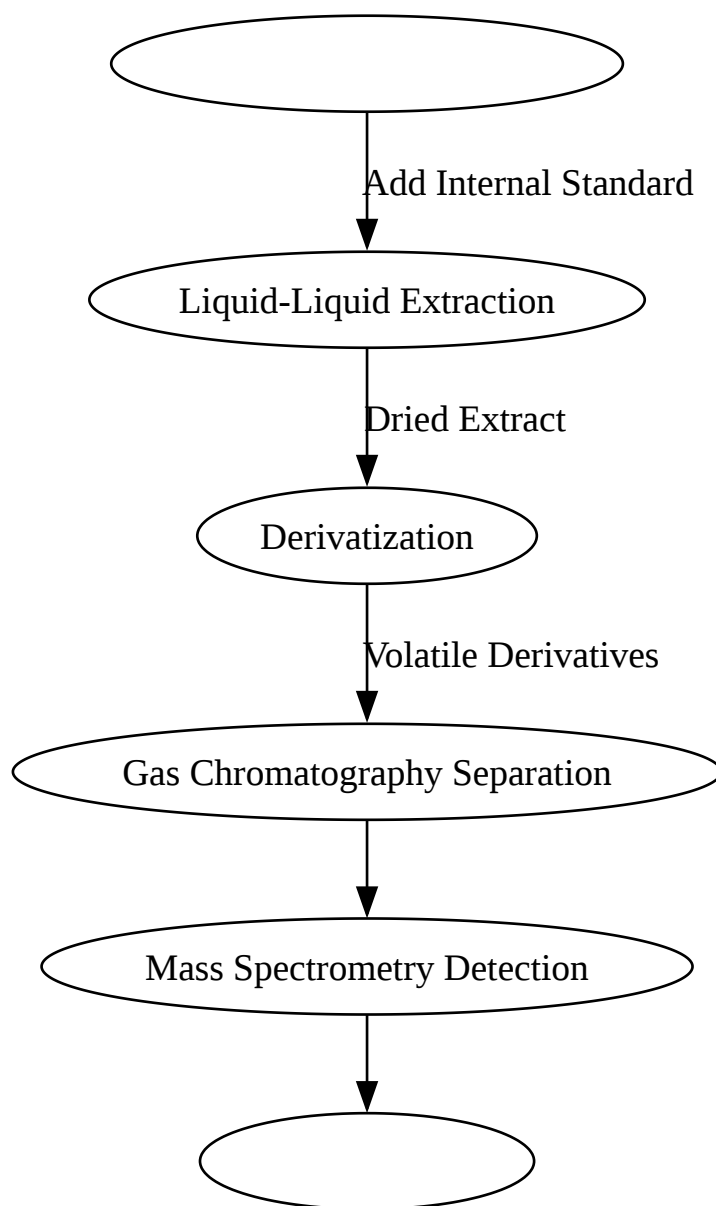 Add Internal Standard
Liquid-Liquid Extraction
Dried Extract
Derivatization
Volatile Derivatives
Gas Chromatography Separation
Mass Spectrometry Detection